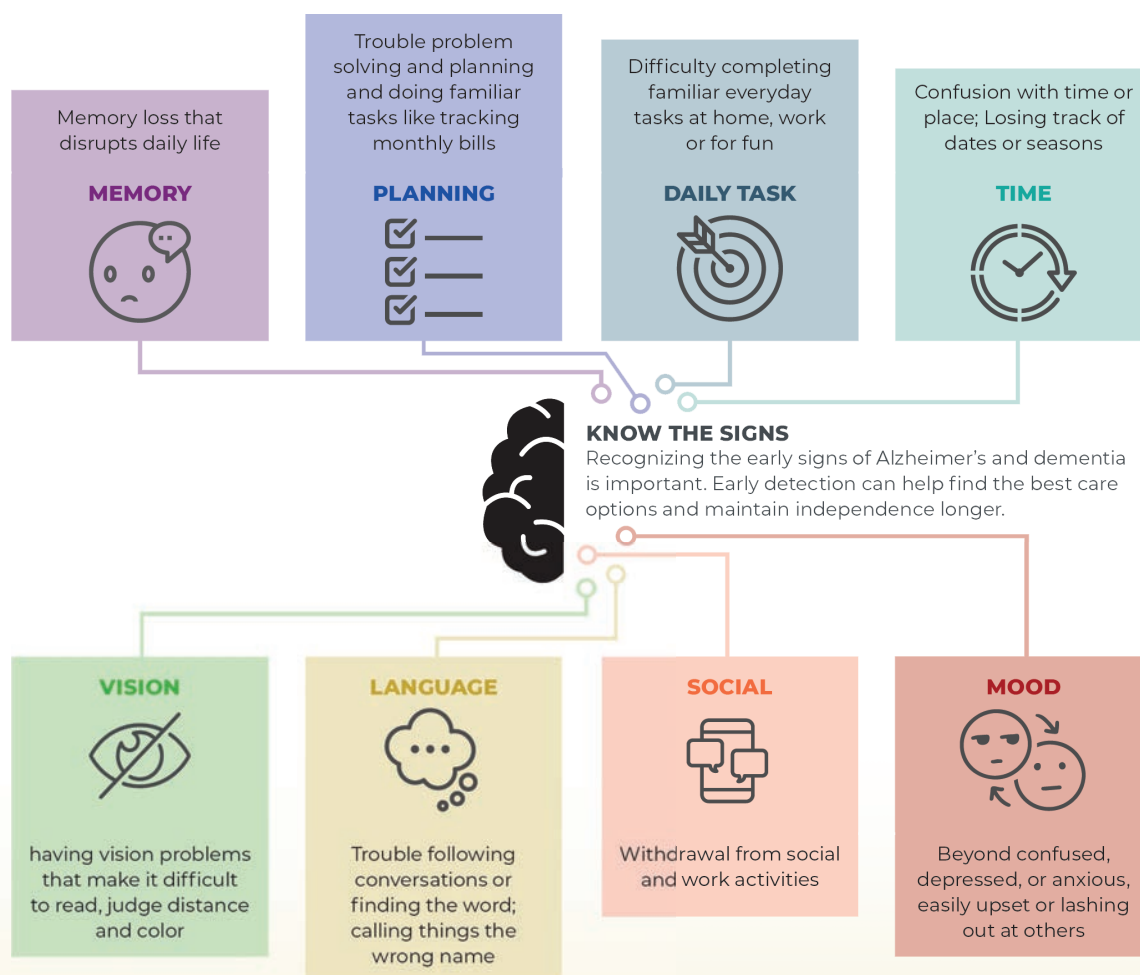 Memory loss that
disrupts daily life
MEMORY
Trouble problem
solving and planning
and doing familiar
tasks like tracking
monthly bills
PLANNING
Difficulty completing
familiar everyday
tasks at home, work
or for fun
DAILY TASK
Confusion with time or
place; Losing track of
dates or seasons
TIME
KNOW THE SIGNS
Recognizing the early signs of Alzheimer’s and dementia
is important. Early detection can help find the best care
options and maintain independence longer.
VISION
having vision problems
that make it difficult
to read, judge distance
and color
LANGUAGE
Trouble following
conversations or
finding the word;
calling things the
wrong name
SOCIAL
Withdrawal from social
and work activities
MOOD
Beyond confused,
depressed, or anxious,
easily upset or lashing
out at others